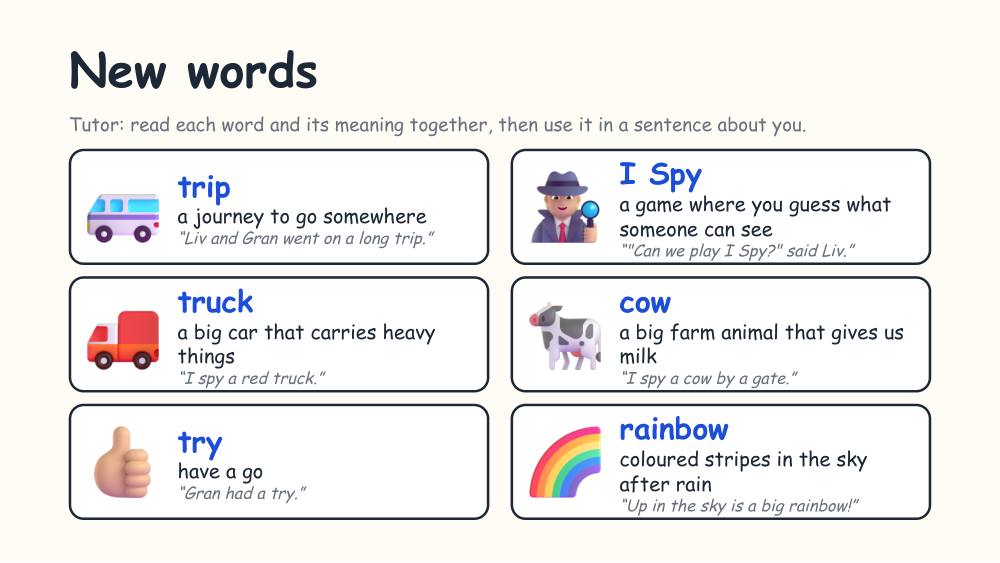 New words
Tutor: read each word and its meaning together, then use it in a sentence about you.
trip
a journey to go somewhere
“Liv and Gran went on a long trip.”
I Spy
a game where you guess what
someone can see
“"Can we play I Spy?" said Liv.”
truck
a big car that carries heavy
things
“I spy a red truck.”
cow
a big farm animal that gives us
milk
“I spy a cow by a gate.”
try
have a go
“Gran had a try.”
rainbow
coloured stripes in the sky
after rain
“Up in the sky is a big rainbow!”